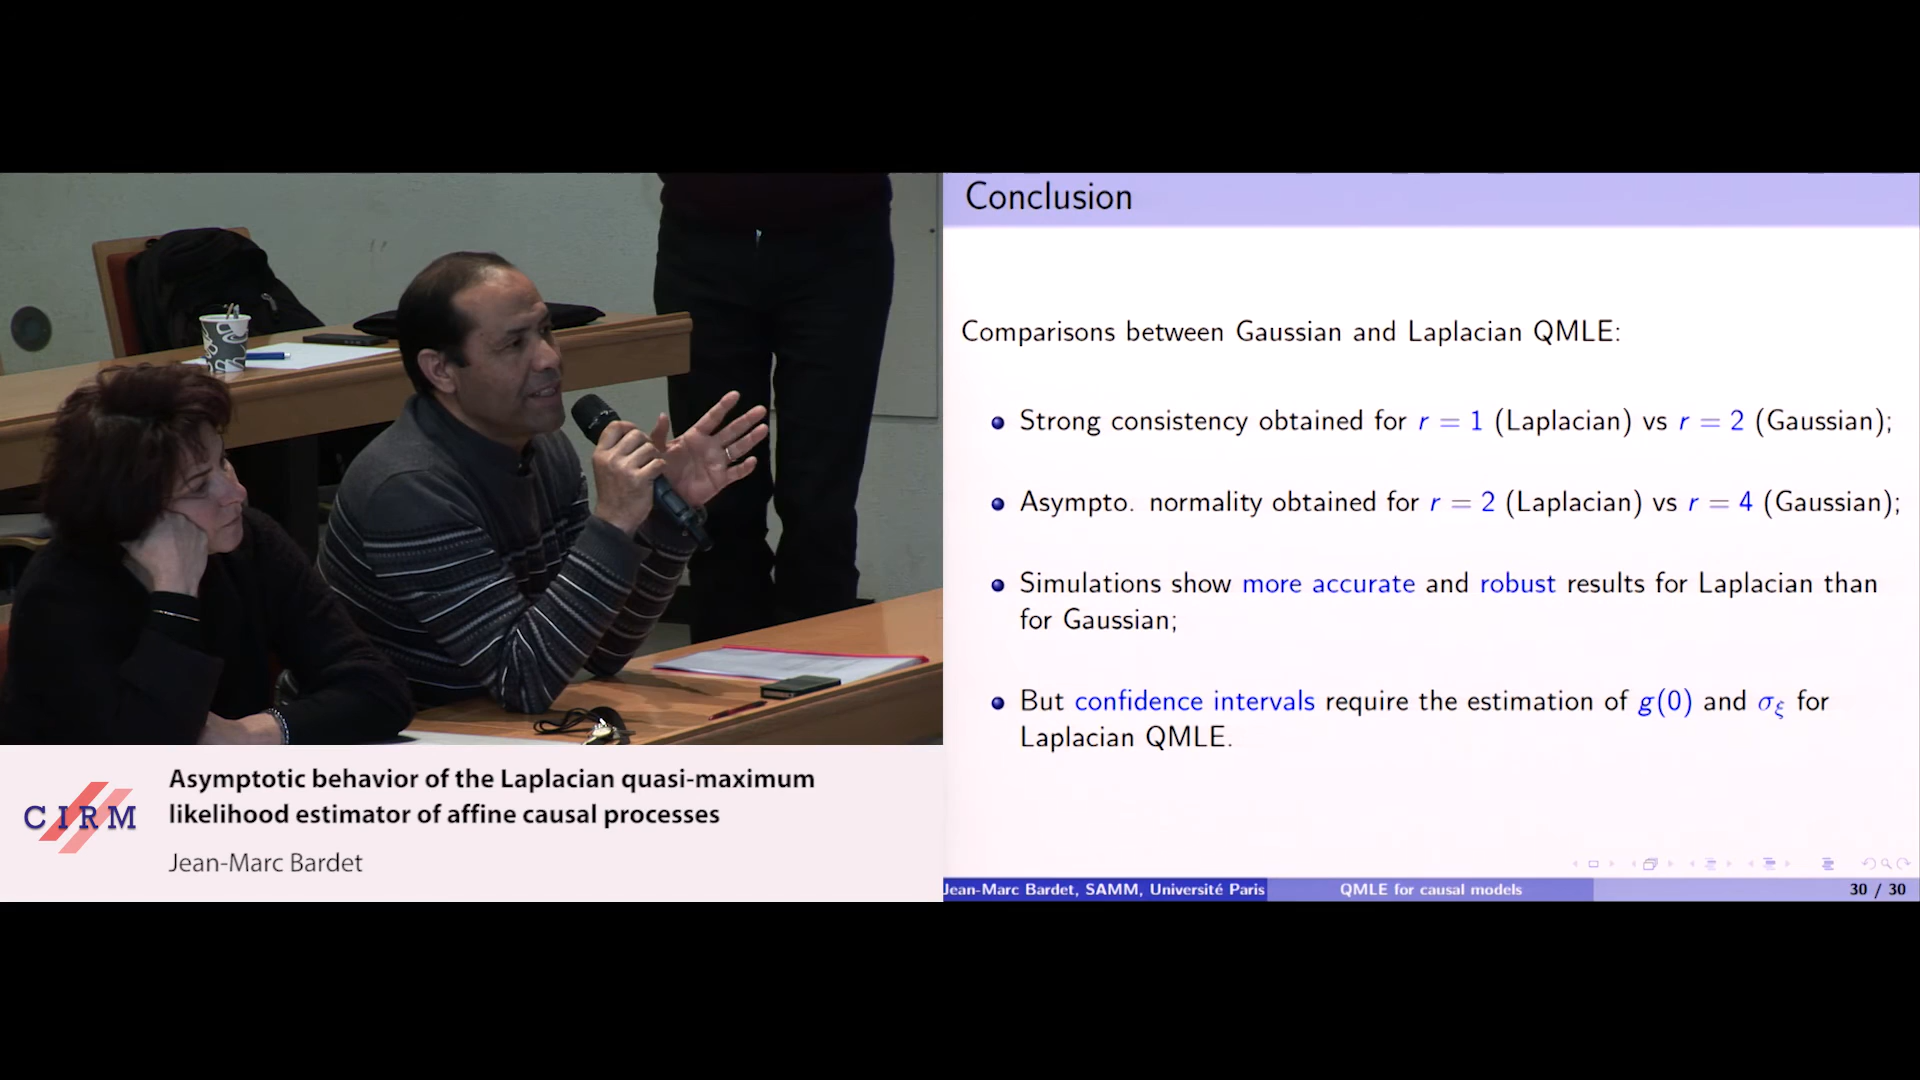 Conclusion
Comparisons between Gaussian and Laplacian QMLE:
Strong consistency obtained for r = 1 (Laplacian) vs r = 2 (Gaussian);
Asympto. normality obtained for r = 2 (Laplacian) vs r = 4 (Gaussian);
Simulations show more accurate and robust results for Laplacian than
for Gaussian;
But confidence intervals require the estimation of g(0) and σ_ξ for
Laplacian QMLE.
Jean-Marc Bardet, SAMM, Université Paris
QMLE for causal models
30 / 30
CIRM
Asymptotic behavior of the Laplacian quasi-maximum
likelihood estimator of affine causal processes
Jean-Marc Bardet